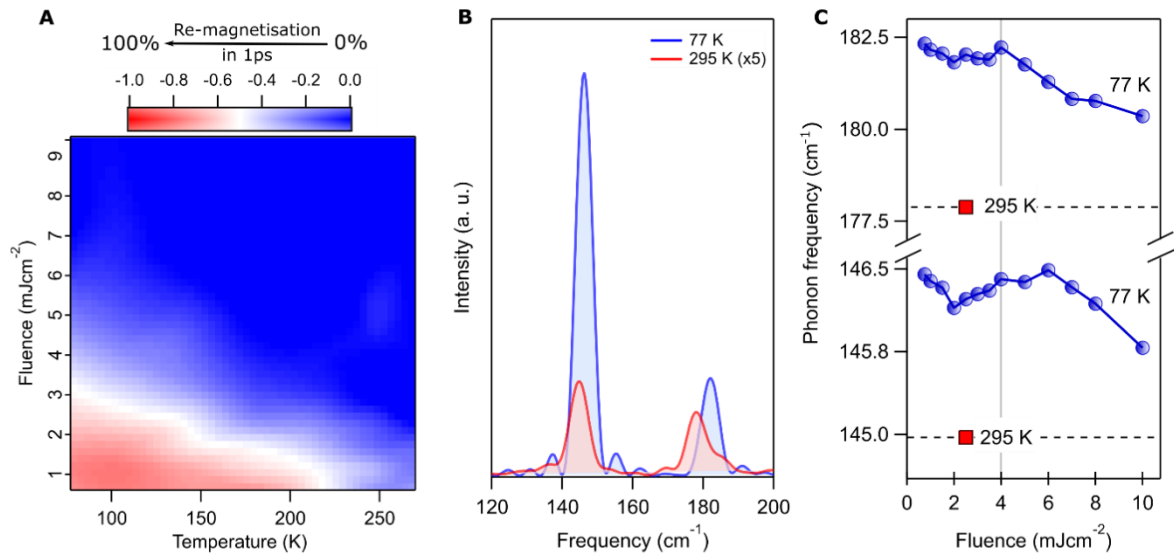 A
Re-magnetisation
100% 0%
in 1ps
-1.0 -0.8 -0.6 -0.4 -0.2 0.0
Fluence (mJcm-2)
9
8
7
6
5
4
3
2
1
100 150 200 250
Temperature (K)
B
77 K
295 K (x5)
Intensity (a. u.)
120 140 160 180 200
Frequency (cm-1)
C
Phonon frequency (cm-1)
182.5
77 K
180.0
295 K
177.5
146.5
77 K
145.8
145.0
295 K
0 2 4 6 8 10
Fluence (mJcm-2)